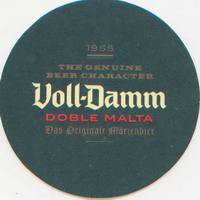 1955
THE GENUINE
BEER CHARACTER
Voll-Damm
DOBLE MALTA
Das Originale Märzenbier